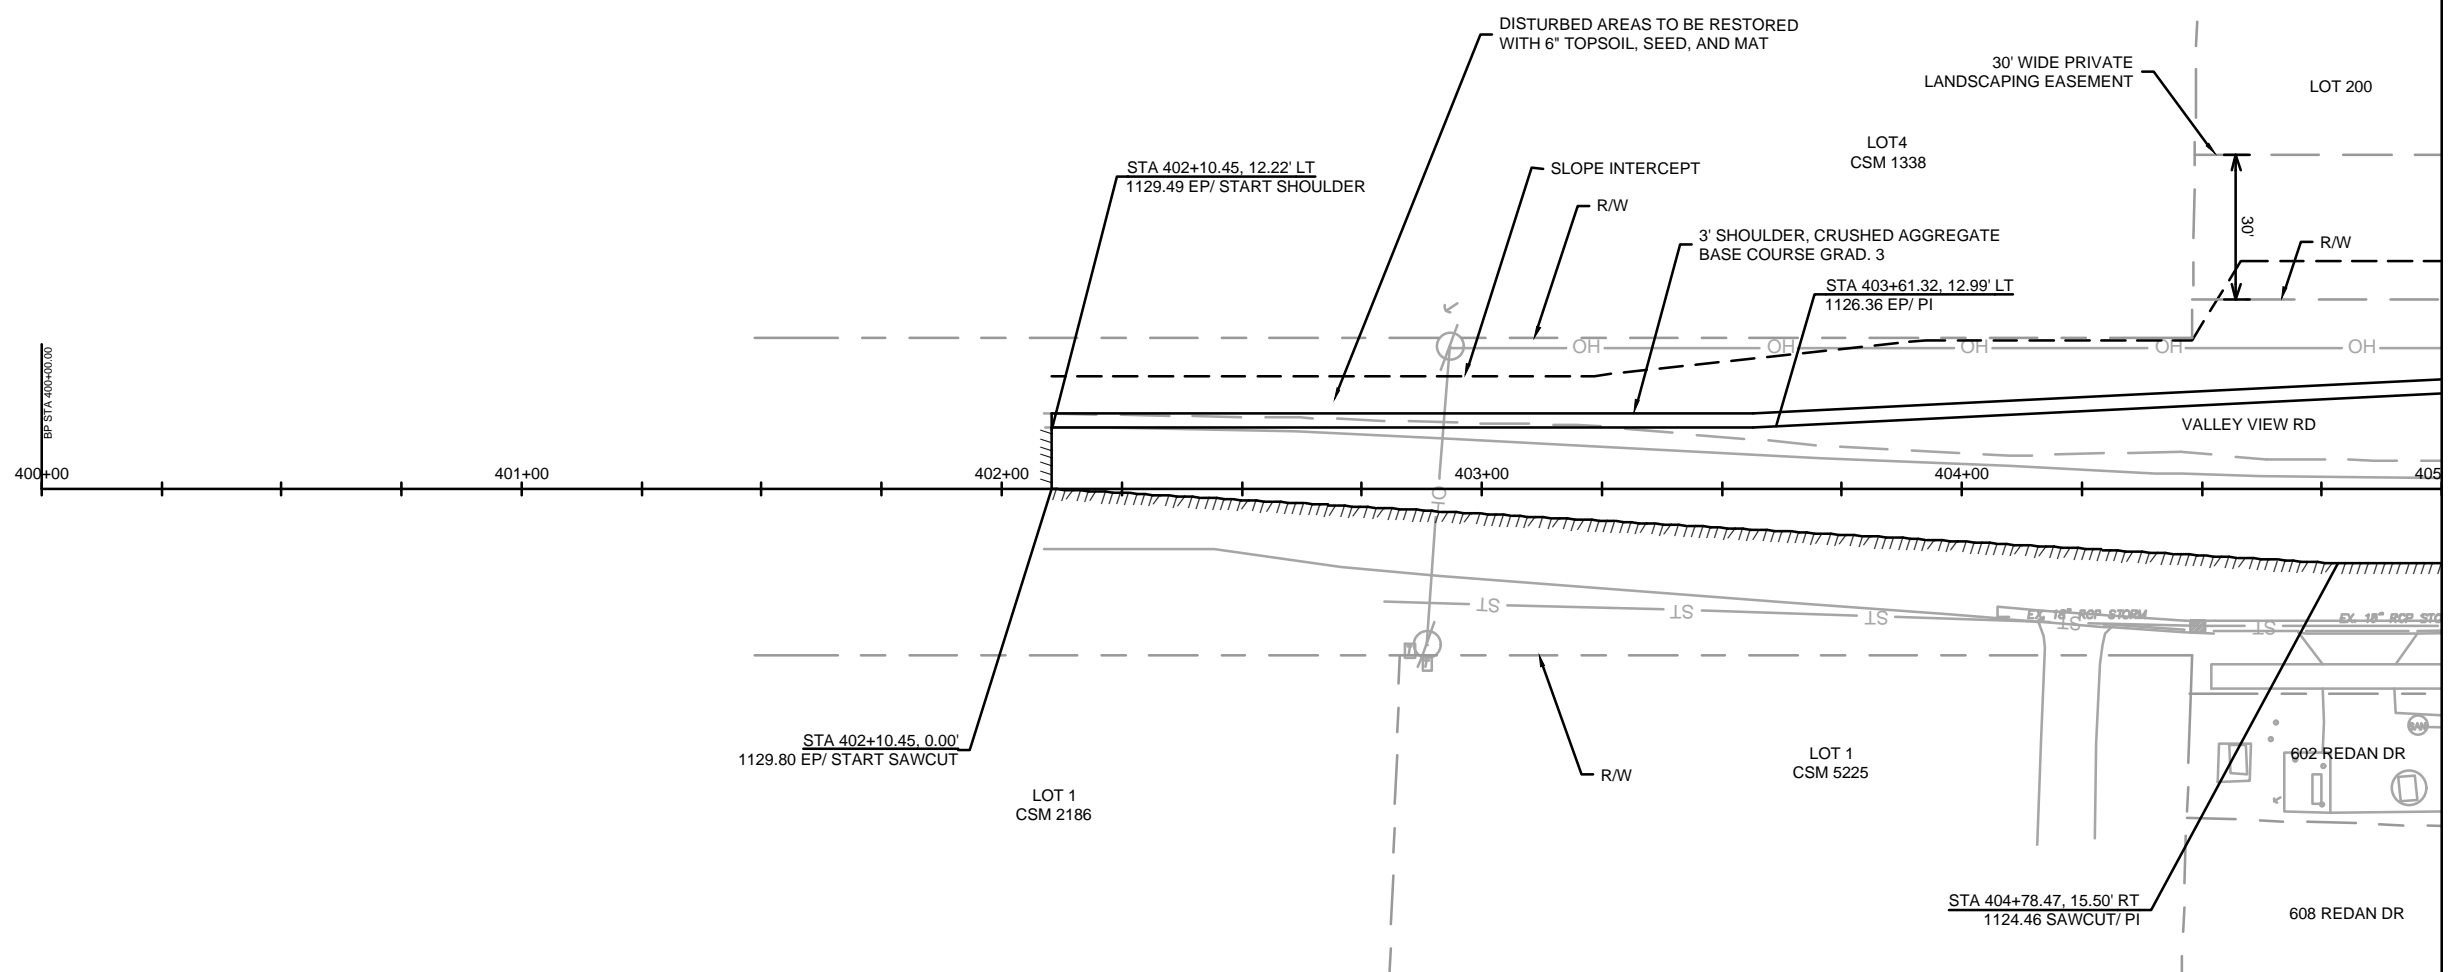 DISTURBED AREAS TO BE RESTORED
WITH 6" TOPSOIL, SEED, AND MAT
30' WIDE PRIVATE
LANDSCAPING EASEMENT
LOT 200
LOT4
CSM 1338
STA 402+10.45, 12.22' LT
1129.49 EP/ START SHOULDER
SLOPE INTERCEPT
R/W
3' SHOULDER, CRUSHED AGGREGATE
BASE COURSE GRAD. 3
30'
R/W
STA 403+61.32, 12.99' LT
1126.36 EP/ PI
OH
OH
OH
OH
OH
BP STA 400+00.00
VALLEY VIEW RD
400+00
401+00
402+00
403+00
404+00
405
OH
ST
ST
ST
ST
ST
EX. 18" RCP STORM
EX. 18" RCP STO
T
T
SAN
STA 402+10.45, 0.00'
1129.80 EP/ START SAWCUT
R/W
LOT 1
CSM 5225
602 REDAN DR
LOT 1
CSM 2186
STA 404+78.47, 15.50' RT
1124.46 SAWCUT/ PI
608 REDAN DR